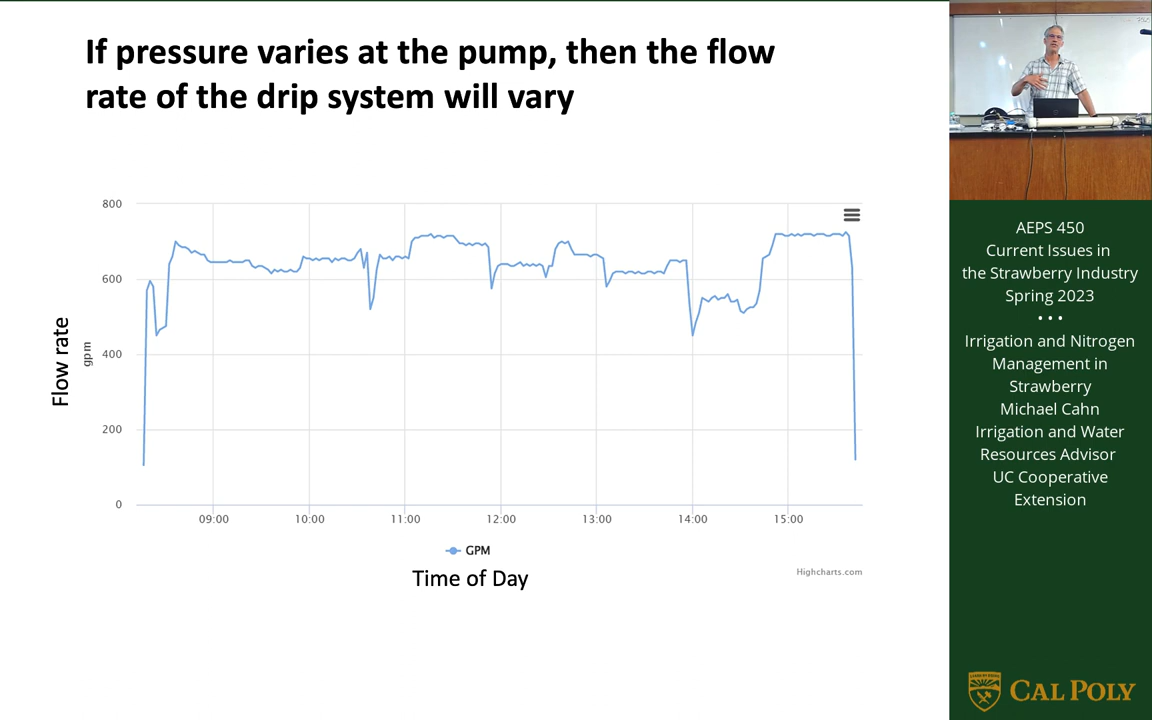 If pressure varies at the pump, then the flow
rate of the drip system will vary
Flow rate
gpm
800
600
400
200
0
09:00
10:00
11:00
12:00
13:00
14:00
15:00
GPM
Time of Day
Highcharts.com
AEPS 450
Current Issues in
the Strawberry Industry
Spring 2023
• • •
Irrigation and Nitrogen
Management in
Strawberry
Michael Cahn
Irrigation and Water
Resources Advisor
UC Cooperative
Extension
CAL POLY